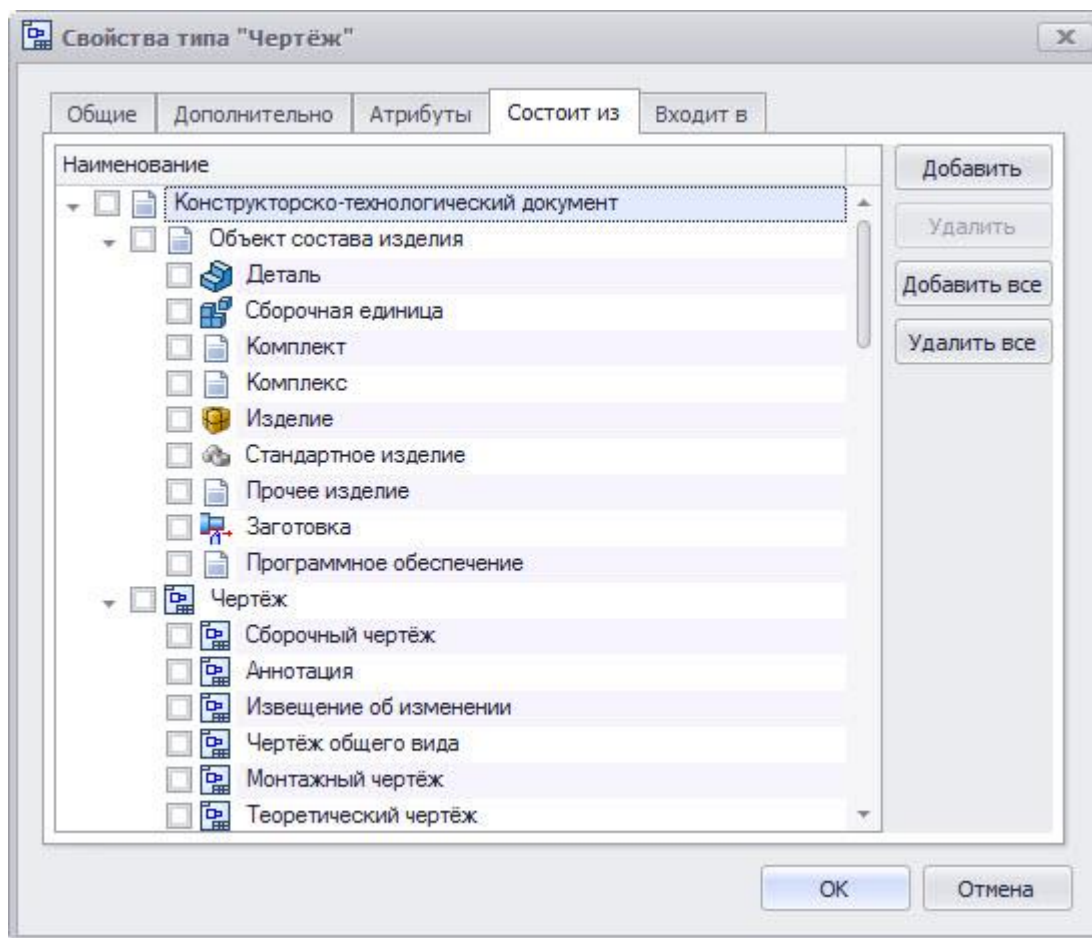 Свойства типа "Чертёж"
Общие Дополнительно Атрибуты Состоит из Входит в
Наименование
Добавить
Конструкторско-технологический документ
Удалить
Объект состава изделия
Деталь
Добавить все
Сборочная единица
Комплект
Удалить все
Комплекс
Изделие
Стандартное изделие
Прочее изделие
Заготовка
Программное обеспечение
Чертёж
Сборочный чертёж
Аннотация
Извещение об изменении
Чертёж общего вида
Монтажный чертёж
Теоретический чертёж
ОК Отмена